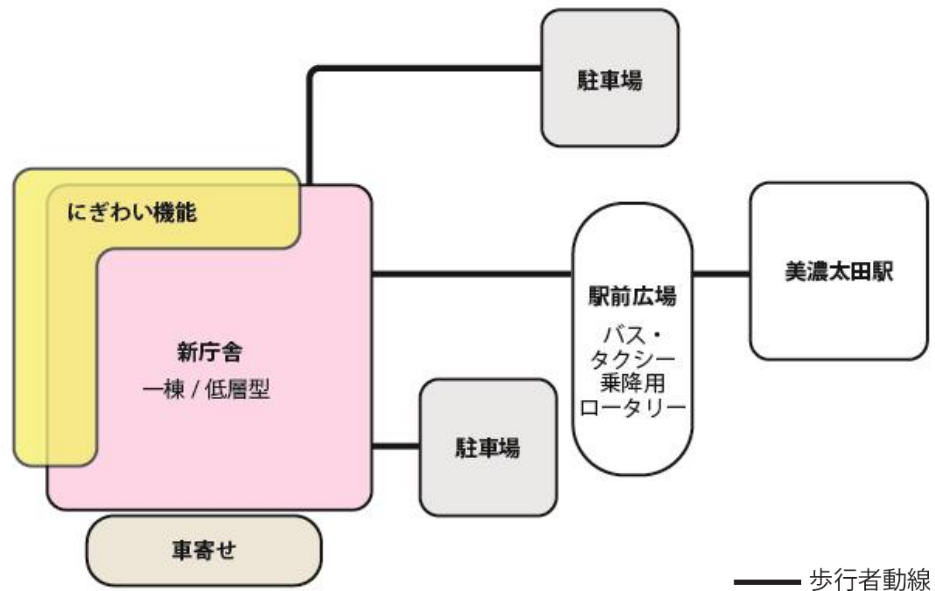 駐車場
にぎわい機能
美濃太田駅
駅前広場
バス・
タクシー
乗降用
ロータリー
新庁舎
一棟 / 低層型
駐車場
車寄せ
歩行者動線